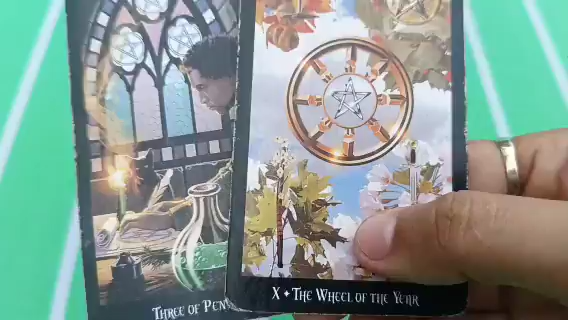 Three of Pen
X ✦ The Wheel of the Year